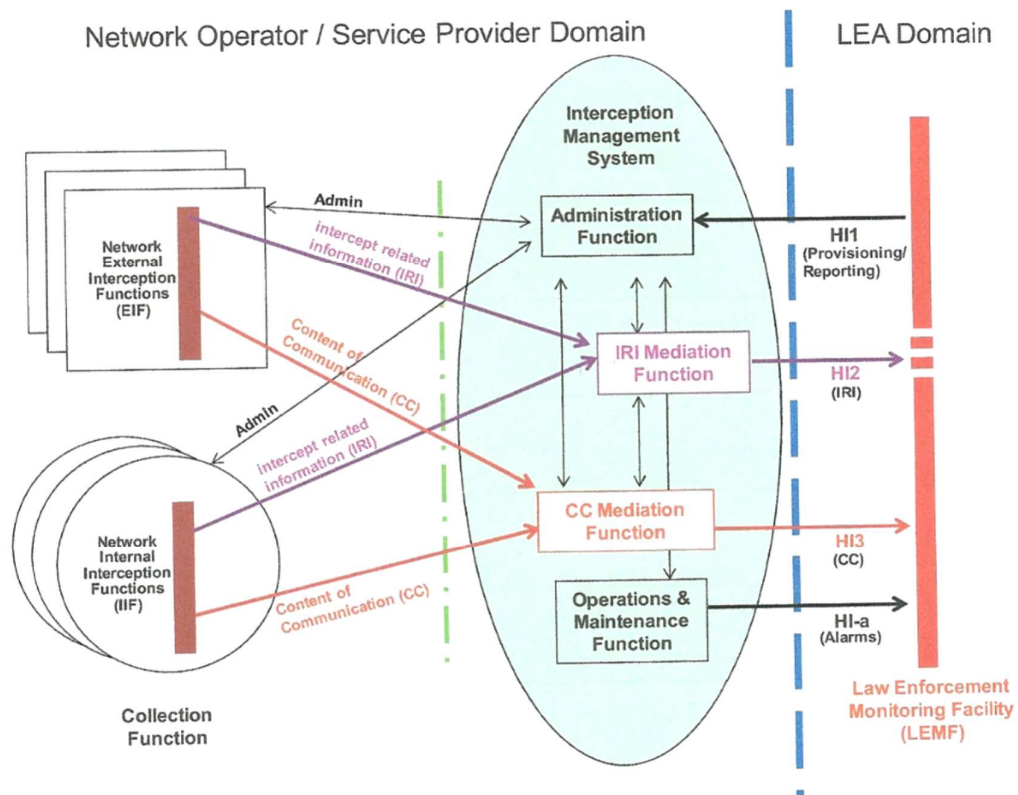 Network Operator / Service Provider Domain
LEA Domain
Interception
Management
System
Admin
Administration
Function
HI1
(Provisioning/
Reporting)
Network
External
Interception
Functions
(EIF)
intercept related
information (IRI)
Content of
Communication (CC)
IRI Mediation
Function
HI2
(IRI)
Admin
intercept related
information (IRI)
CC Mediation
Function
HI3
(CC)
Network
Internal
Interception
Functions
(IIF)
Content of
Communication (CC)
Operations &
Maintenance
Function
HI-a
(Alarms)
Collection
Function
Law Enforcement
Monitoring Facility
(LEMF)